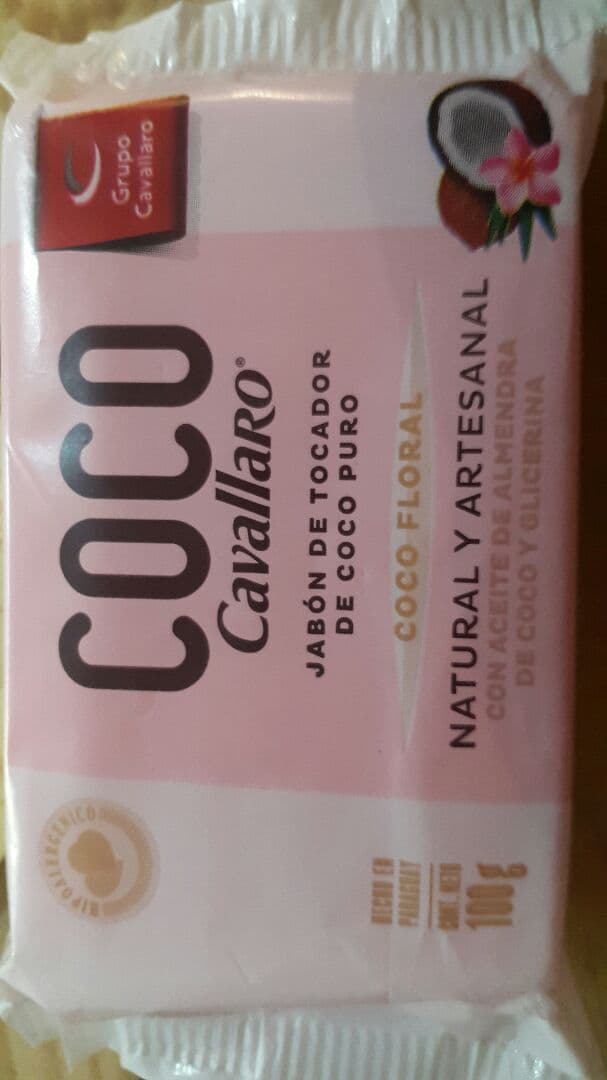 Grupo
Cavallaro
COCO
Cavallaro®
JABÓN DE TOCADOR
DE COCO PURO
COCO FLORAL
NATURAL Y ARTESANAL
CON ACEITE DE ALMENDRA
DE COCO Y GLICERINA
HIPOALERGÉNICO
HECHO EN
PARAGUAY
CONT. NETO
100g